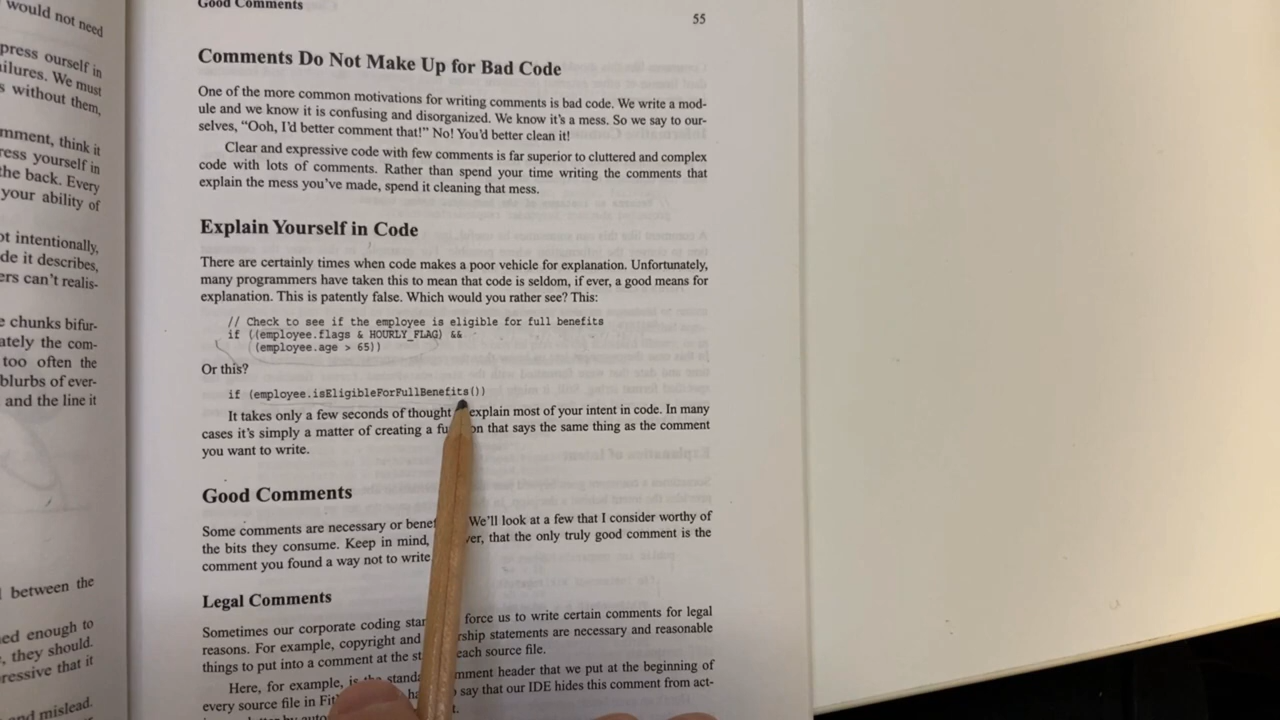 would not need
press ourself in
ilures. We must
s without them,
mment, think it
ress yourself in
the back. Every
your ability of
ot intentionally,
de it describes,
ers can't realis-
e chunks bifur-
ately the com-
too often the
blurbs of ever-
and the line it
between the
ed enough to
, they should.
ressive that it
and mislead.
Good Comments
55
Comments Do Not Make Up for Bad Code
One of the more common motivations for writing comments is bad code. We write a mod-
ule and we know it is confusing and disorganized. We know it's a mess. So we say to our-
selves, “Ooh, I'd better comment that!” No! You'd better clean it!
Clear and expressive code with few comments is far superior to cluttered and complex
code with lots of comments. Rather than spend your time writing the comments that
explain the mess you've made, spend it cleaning that mess.
Explain Yourself in Code
There are certainly times when code makes a poor vehicle for explanation. Unfortunately,
many programmers have taken this to mean that code is seldom, if ever, a good means for
explanation. This is patently false. Which would you rather see? This:
// Check to see if the employee is eligible for full benefits
if ((employee.flags & HOURLY_FLAG) &&
(employee.age > 65))
Or this?
if (employee.isEligibleForFullBenefits())
It takes only a few seconds of thought explain most of your intent in code. In many
cases it's simply a matter of creating a fu on that says the same thing as the comment
you want to write.
Good Comments
Some comments are necessary or bene We'll look at a few that I consider worthy of
the bits they consume. Keep in mind, ver, that the only truly good comment is the
comment you found a way not to write
Legal Comments
Sometimes our corporate coding stan force us to write certain comments for legal
reasons. For example, copyright and rship statements are necessary and reasonable
things to put into a comment at the st each source file.
Here, for example, is the standa mment header that we put at the beginning of
every source file in Fit ha say that our IDE hides this comment from act-